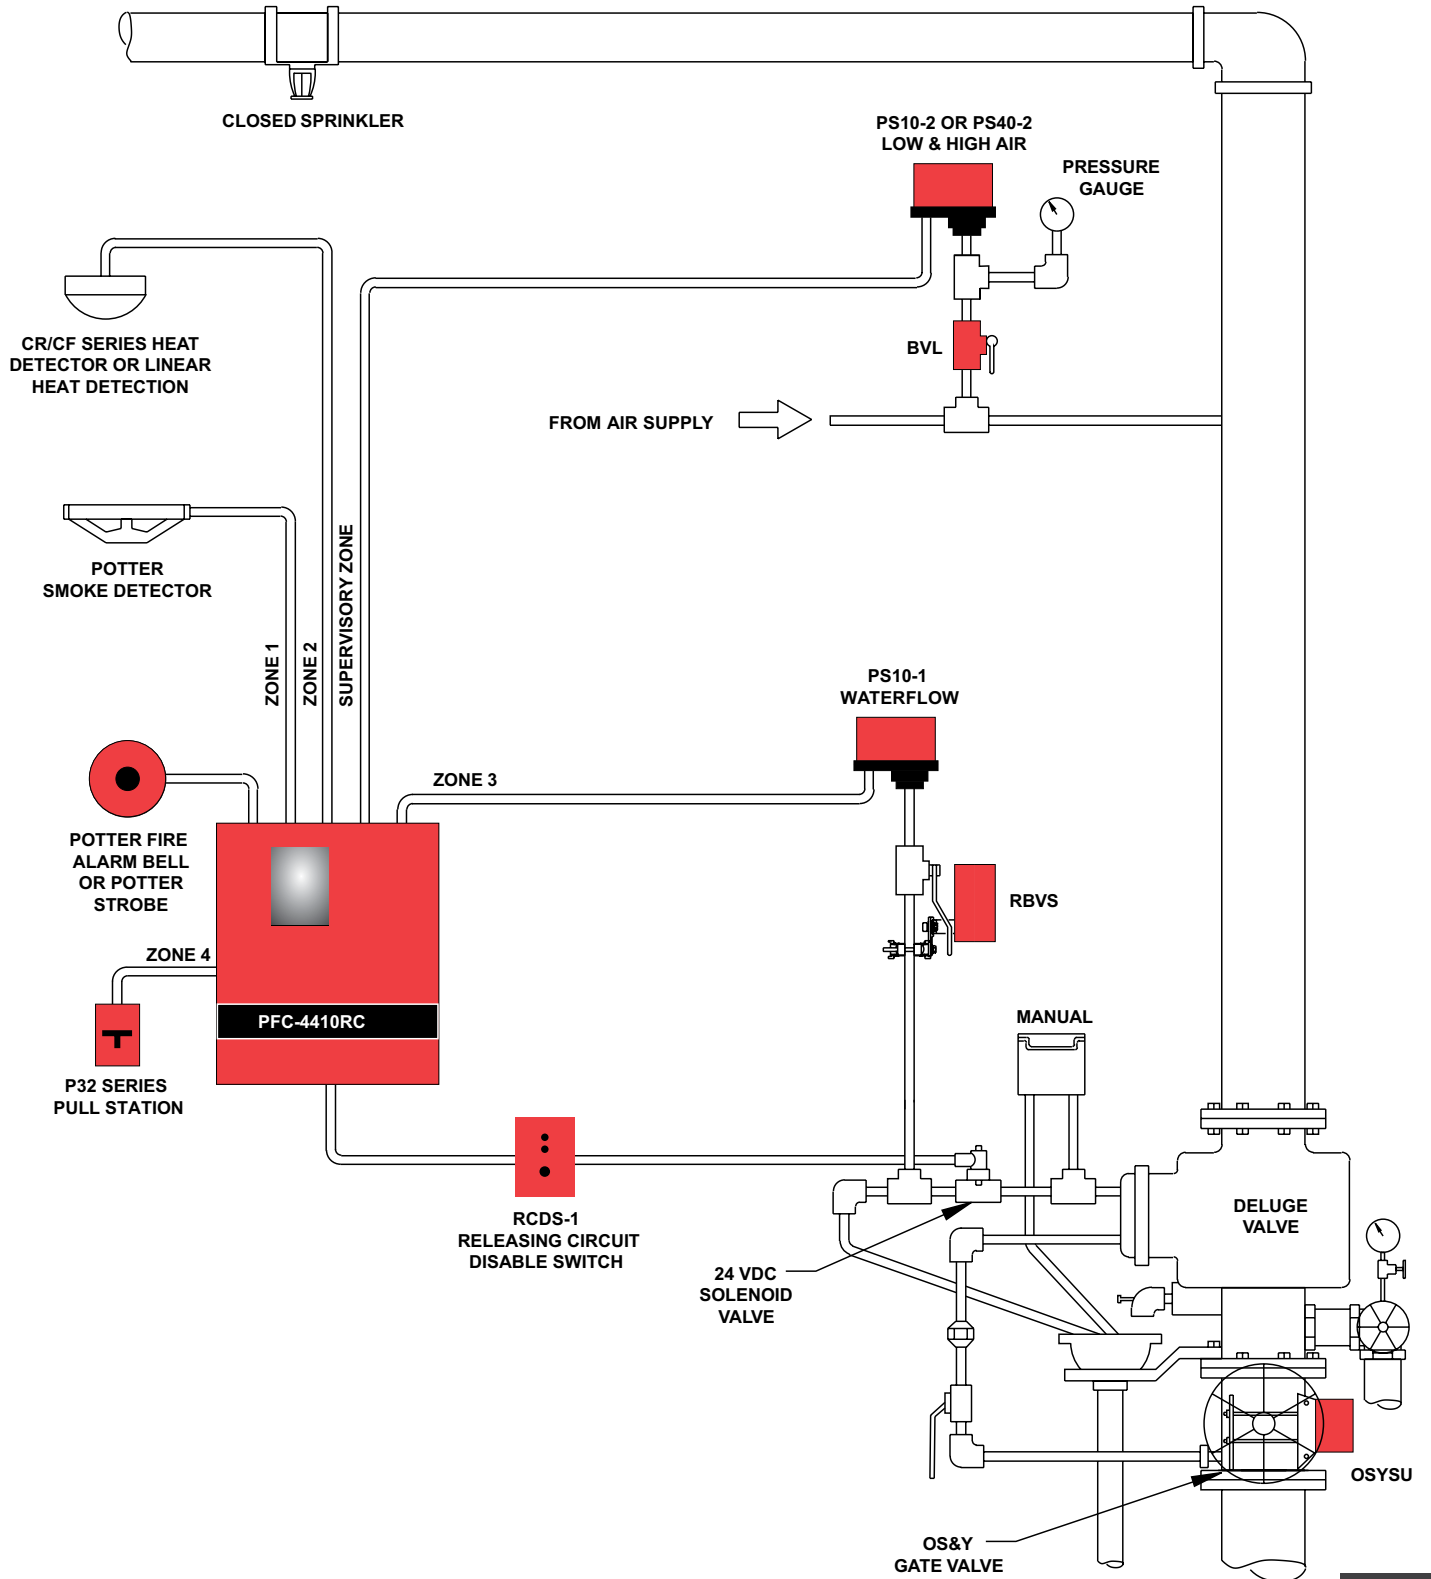 CLOSED SPRINKLER
PS10-2 OR PS40-2
LOW & HIGH AIR
PRESSURE
GAUGE
CR/CF SERIES HEAT
DETECTOR OR LINEAR
HEAT DETECTION
BVL
FROM AIR SUPPLY
POTTER
SMOKE DETECTOR
ZONE 1
ZONE 2
SUPERVISORY ZONE
PS10-1
WATERFLOW
ZONE 3
POTTER FIRE
ALARM BELL
OR POTTER
STROBE
RBVS
ZONE 4
PFC-4410RC
MANUAL
P32 SERIES
PULL STATION
RCDS-1
RELEASING CIRCUIT
DISABLE SWITCH
DELUGE
VALVE
24 VDC
SOLENOID
VALVE
OSYSU
OS&Y
GATE VALVE